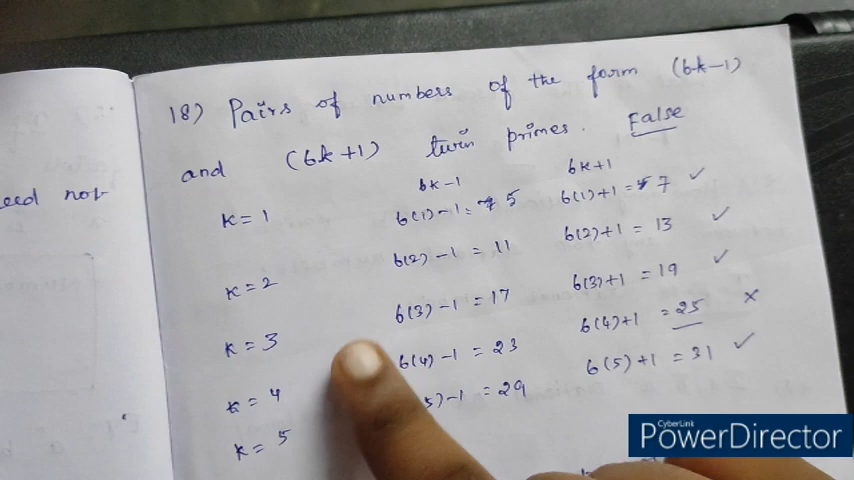 eed not
18) Pairs of numbers of the form (6k-1)
and (6k+1) twin primes. False
6k-1 6k+1
K=1 6(1)-1= 5 6(1)+1= 7 ✓
K=2 6(2)-1 = 11 6(2)+1 = 13 ✓
K=3 6(3)-1 = 17 6(3)+1 = 19 ✓
K=4 6(4)-1 = 23 6(4)+1 = 25 ×
K=5 5)-1 = 29 6(5)+1 = 31 ✓
CyberLink
PowerDirector